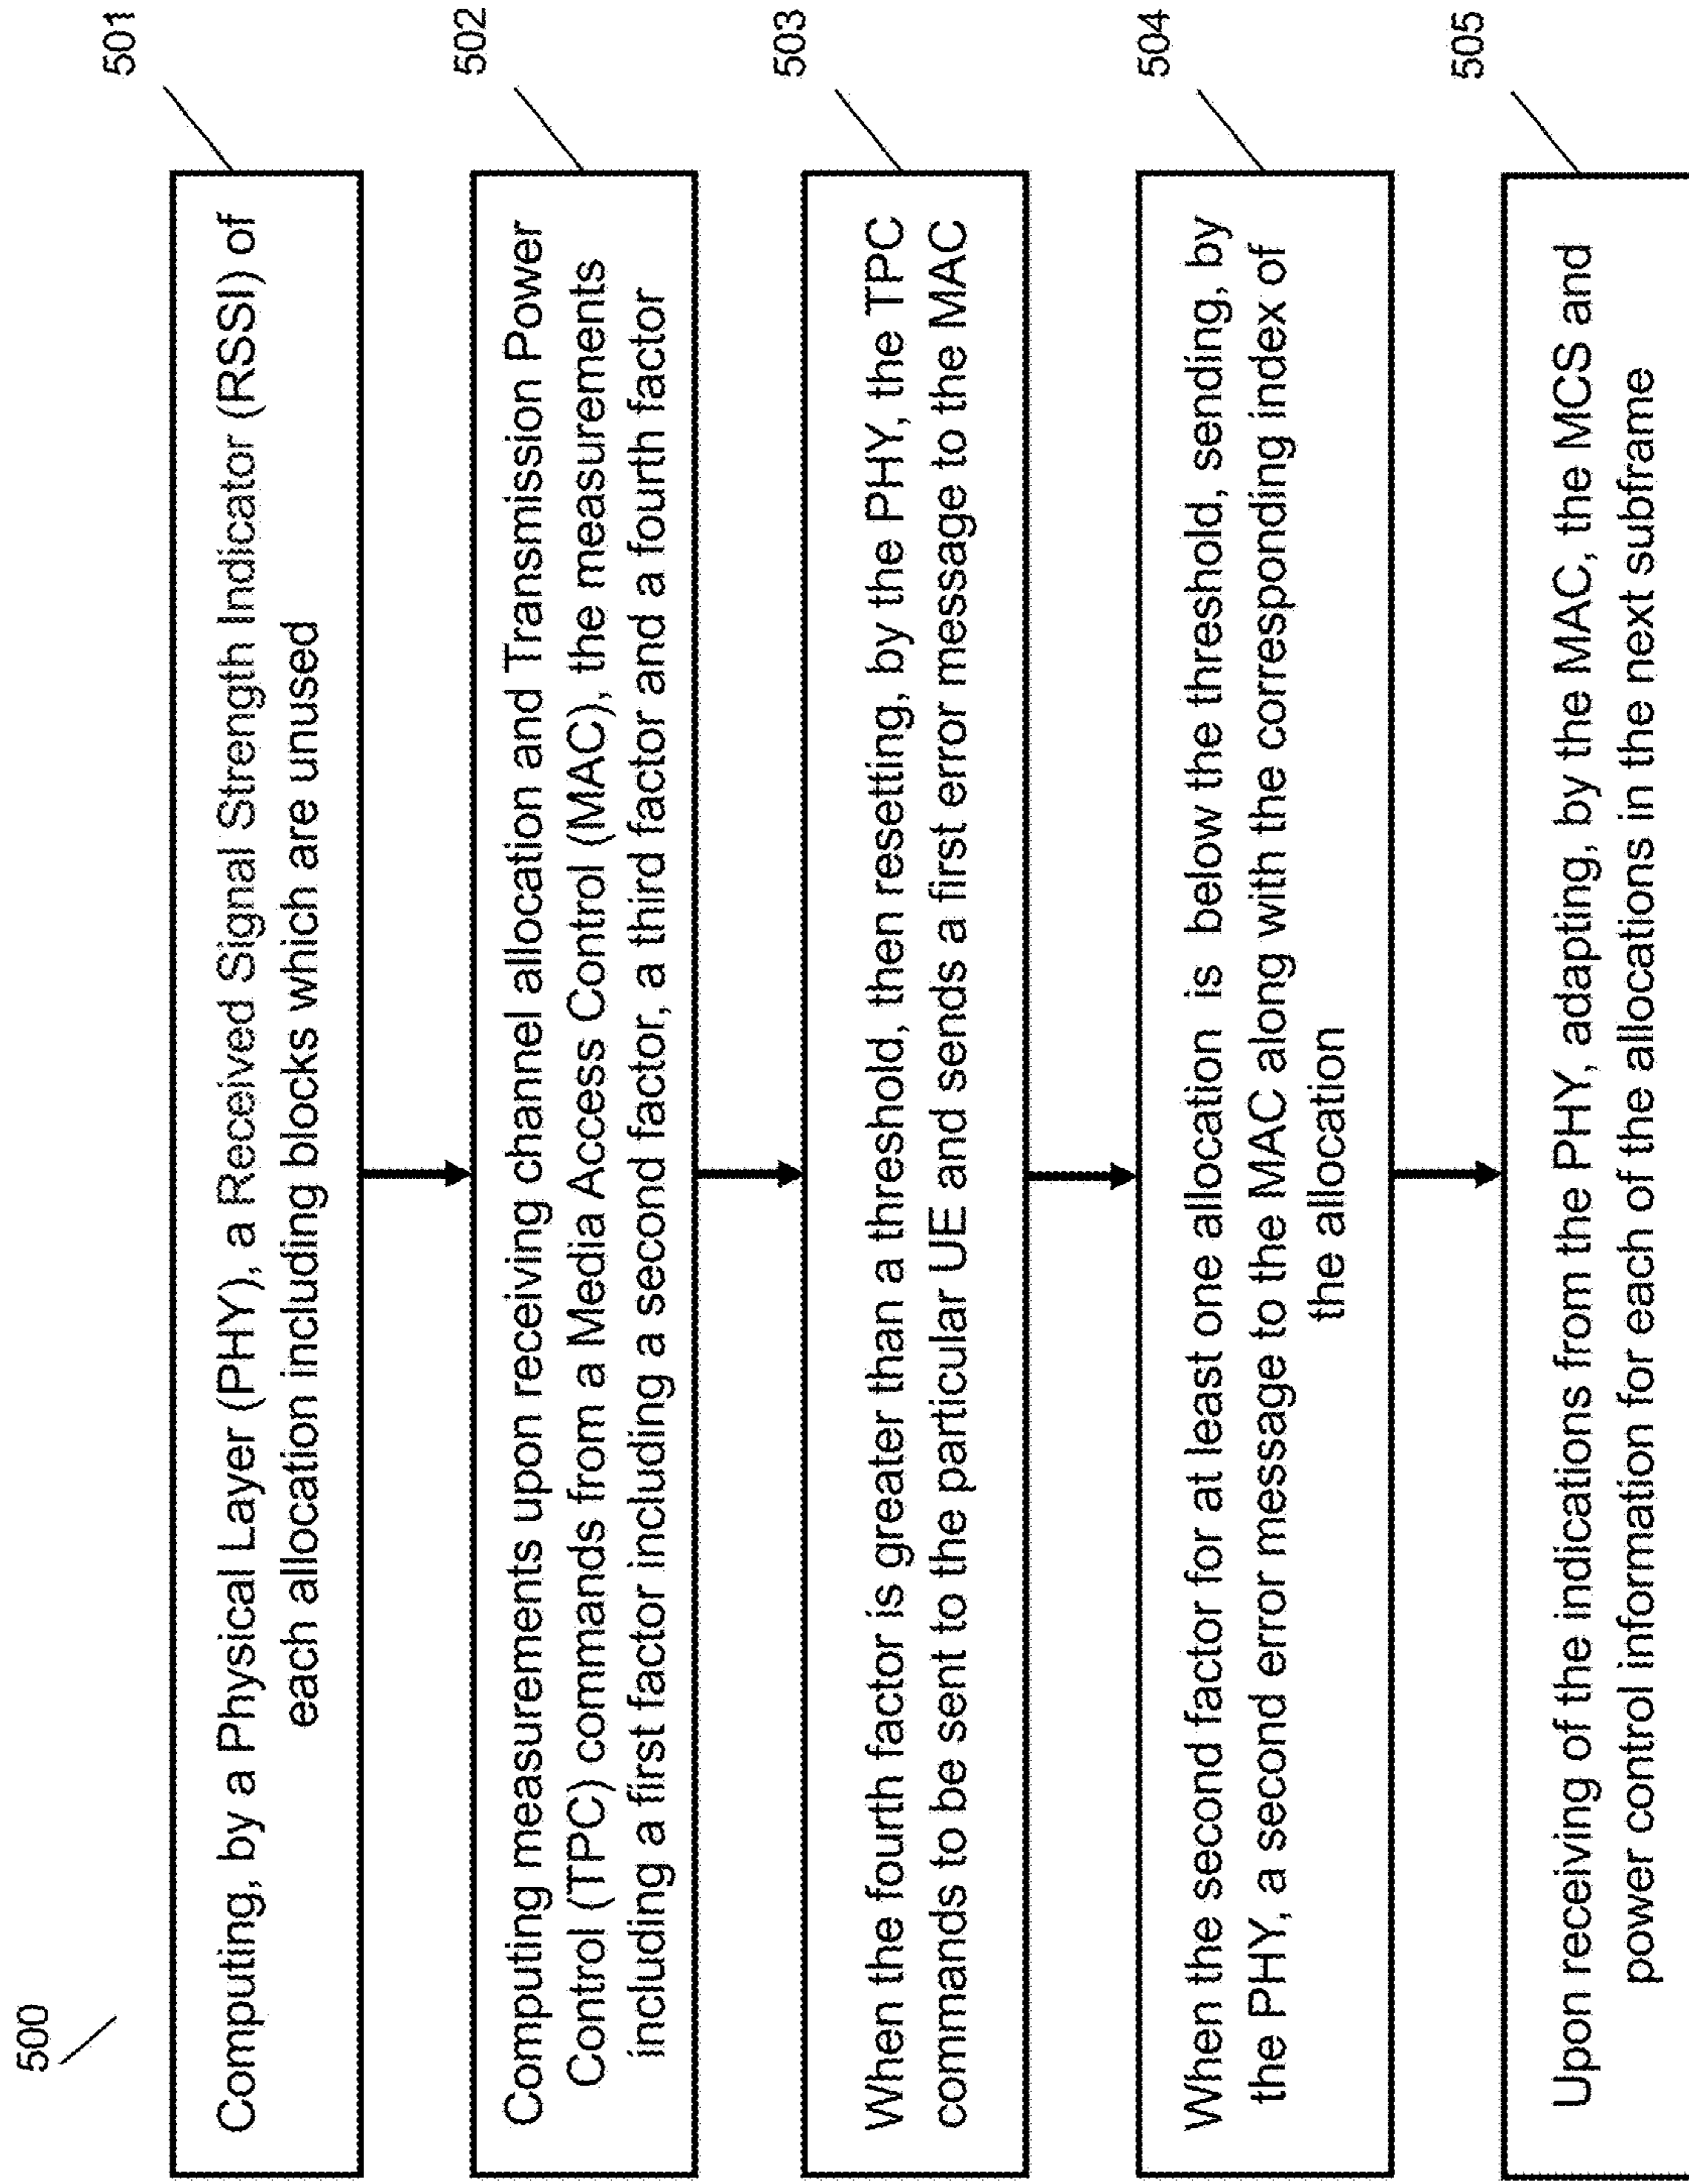 500
501
Computing, by a Physical Layer (PHY), a Received Signal Strength Indicator (RSSI) of
each allocation including blocks which are unused
502
Computing measurements upon receiving channel allocation and Transmission Power
Control (TPC) commands from a Media Access Control (MAC), the measurements
including a first factor including a second factor, a third factor and a fourth factor
503
When the fourth factor is greater than a threshold, then resetting, by the PHY, the TPC
commands to be sent to the particular UE and sends a first error message to the MAC
504
When the second factor for at least one allocation is below the threshold, sending, by
the PHY, a second error message to the MAC along with the corresponding index of
the allocation
505
Upon receiving of the indications from the PHY, adapting, by the MAC, the MCS and
power control information for each of the allocations in the next subframe